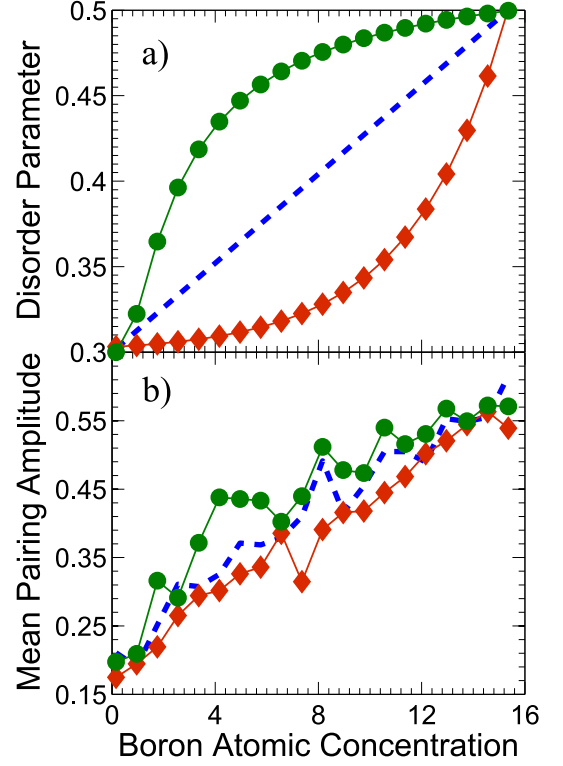 0.5
a)
0.45
0.4
0.35
0.3
Disorder Parameter
b)
0.55
0.45
0.35
0.25
0.15
Mean Pairing Amplitude
0 4 8 12 16
Boron Atomic Concentration